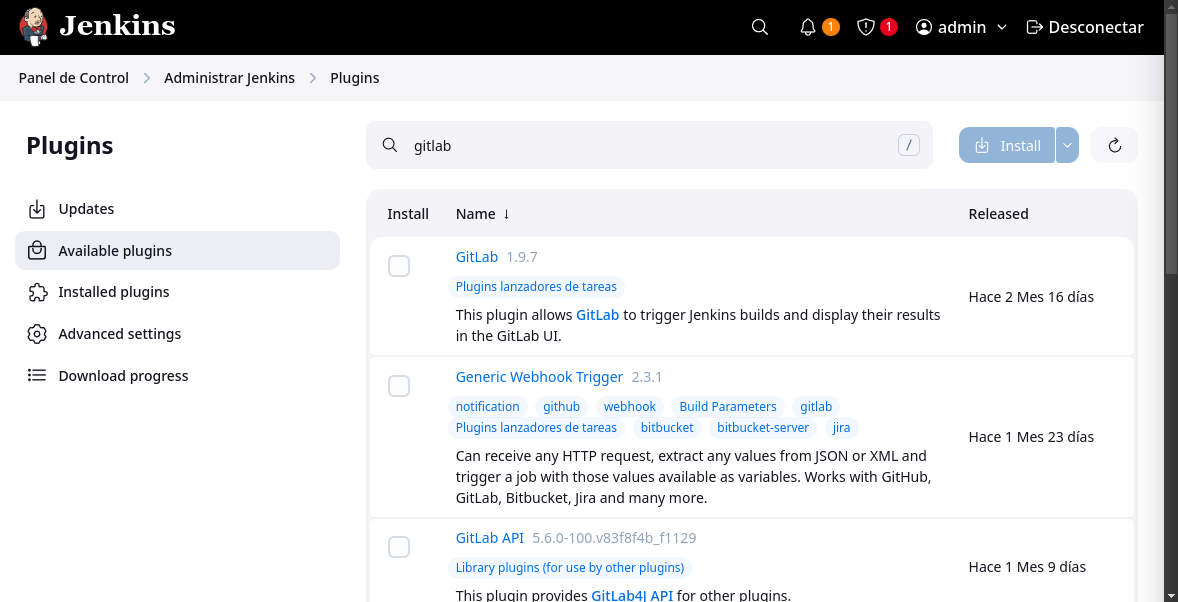 Jenkins
1
1
admin
Desconectar
Panel de Control
Administrar Jenkins
Plugins
Plugins
gitlab
/
Install
Updates
Available plugins
Installed plugins
Advanced settings
Download progress
Install
Name ↓
Released
GitLab 1.9.7
Plugins lanzadores de tareas
This plugin allows GitLab to trigger Jenkins builds and display their results
in the GitLab UI.
Hace 2 Mes 16 días
Generic Webhook Trigger 2.3.1
notification github webhook Build Parameters gitlab
Plugins lanzadores de tareas bitbucket bitbucket-server jira
Can receive any HTTP request, extract any values from JSON or XML and
trigger a job with those values available as variables. Works with GitHub,
GitLab, Bitbucket, Jira and many more.
Hace 1 Mes 23 días
GitLab API 5.6.0-100.v83f8f4b_f1129
Library plugins (for use by other plugins)
This plugin provides GitLab4J API for other plugins.
Hace 1 Mes 9 días